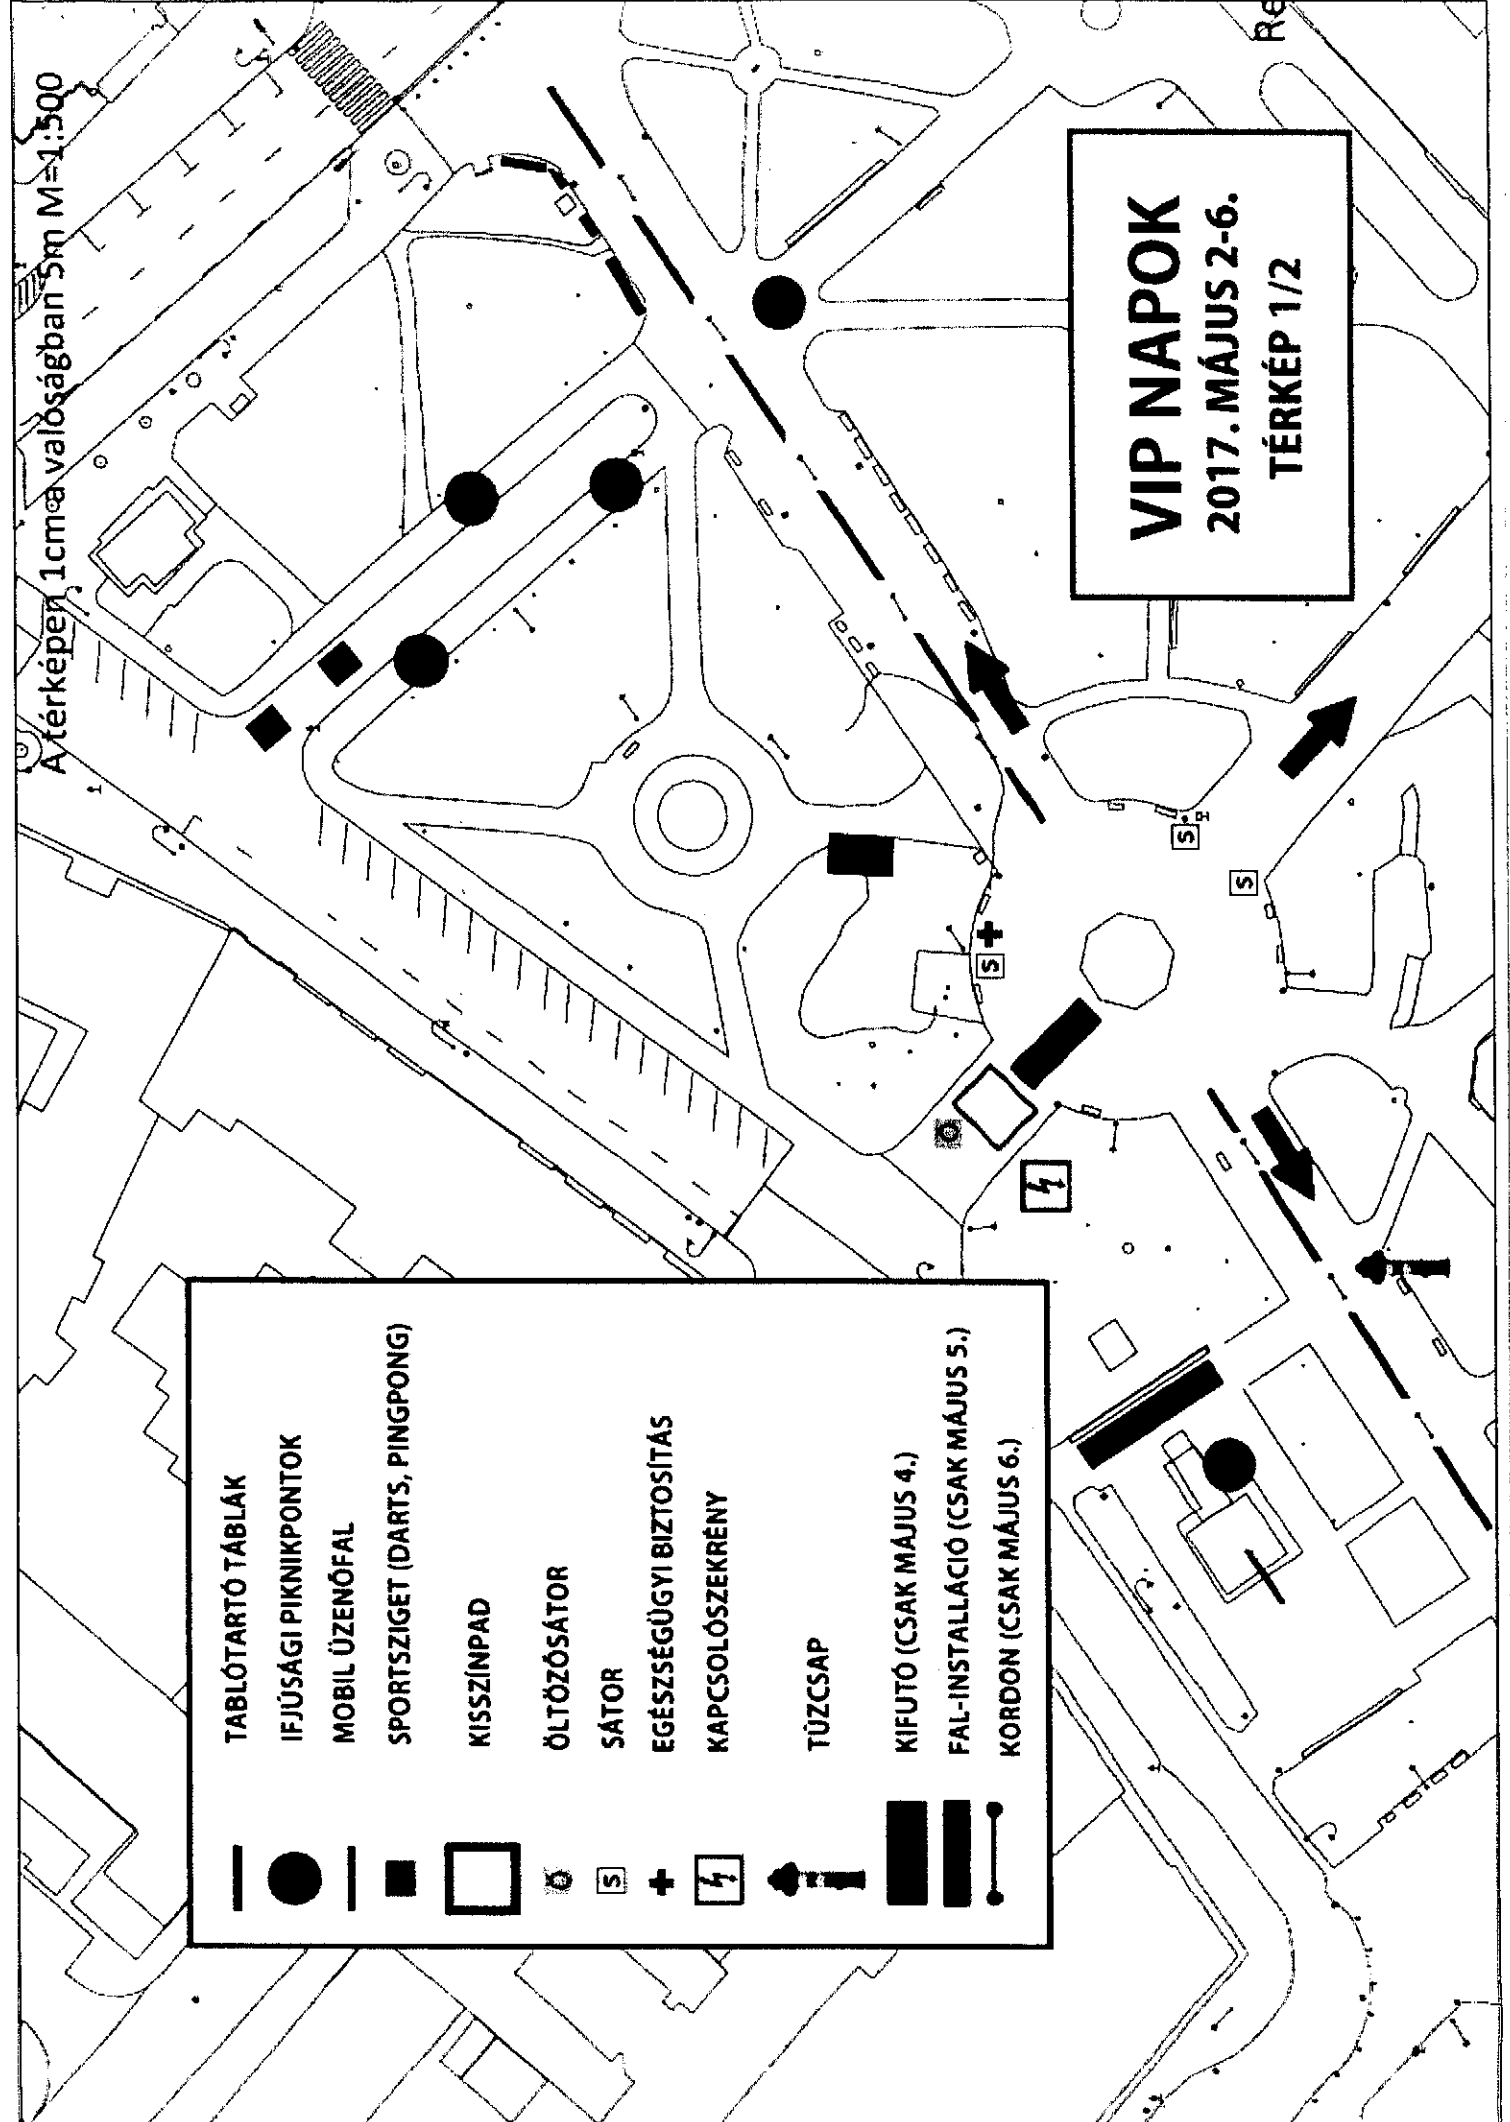 A térképen 1cm a valóságban 5m M=1:500
TABLÓTARTÓ TÁBLÁK
IFJÚSÁGI PIKNIKPONTOK
MOBIL ÜZENŐFAL
SPORTSZIGET (DARTS, PINGPONG)
KISSZÍNPAD
ÖLTÖZŐSÁTOR
SÁTOR
EGÉSZSÉGÜGYI BIZTOSÍTÁS
KAPCSOLÓSZEKRÉNY
TŰZCSAP
KIFUTÓ (CSAK MÁJUS 4.)
FAL-INSTALLÁCIÓ (CSAK MÁJUS 5.)
KORDON (CSAK MÁJUS 6.)
Ö
S
Ö
S
S
S
VIP NAPOK
2017. MÁJUS 2-6.
TÉRKÉP 1/2
Re